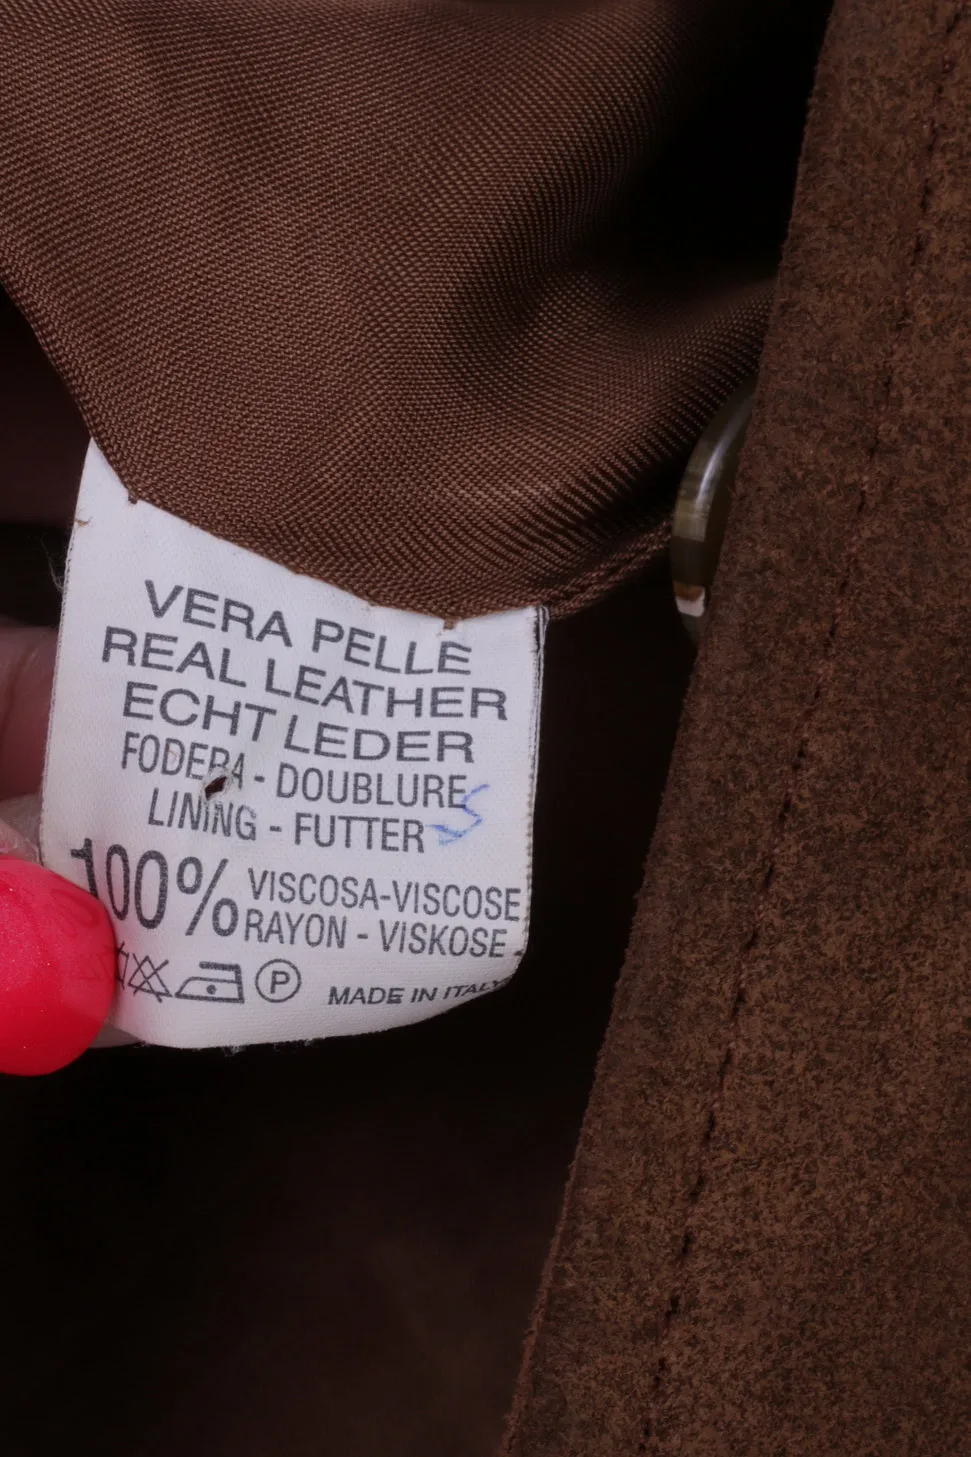 VERA PELLE
REAL LEATHER
ECHT LEDER
FODERA - DOUBLURE
LINING - FUTTER
100% VISCOSA-VISCOSE
RAYON - VISKOSE
P MADE IN ITALY